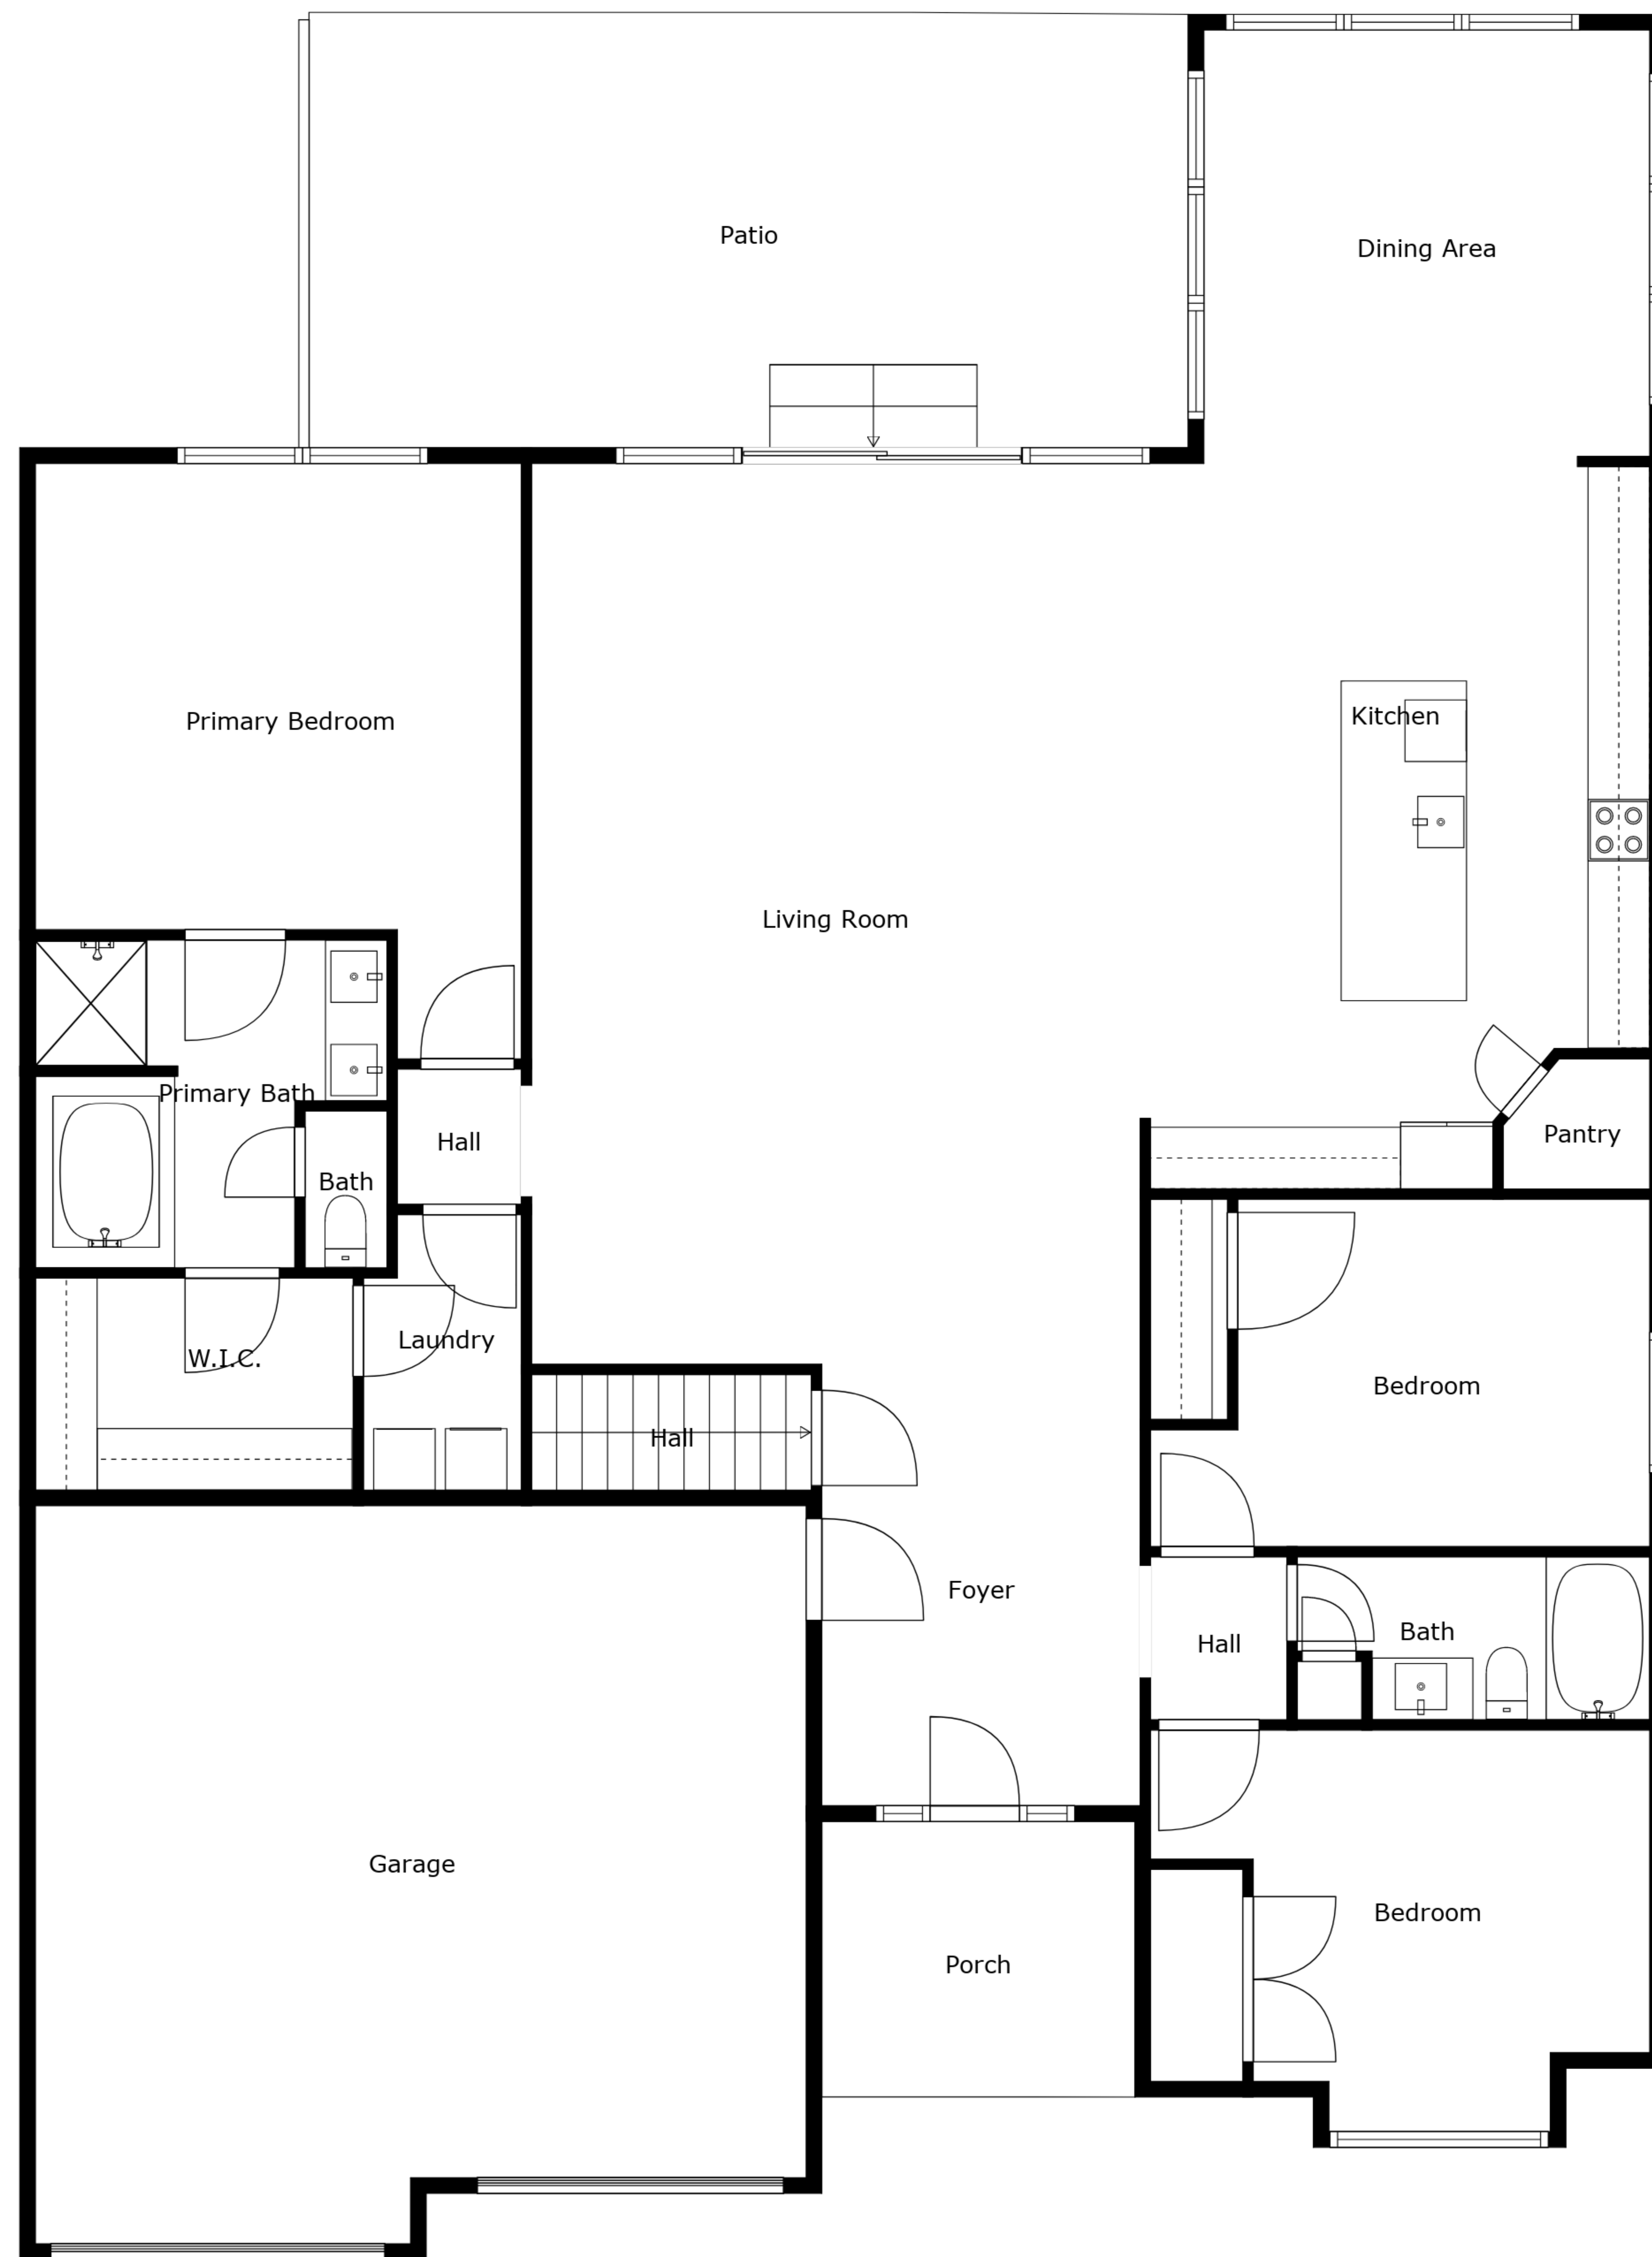 Patio
Dining Area
Primary Bedroom
Kitchen
Living Room
Primary Bath
Pantry
Hall
Bath
Laundry
W.I.C.
Bedroom
Hall
Foyer
Bath
Hall
Garage
Bedroom
Porch